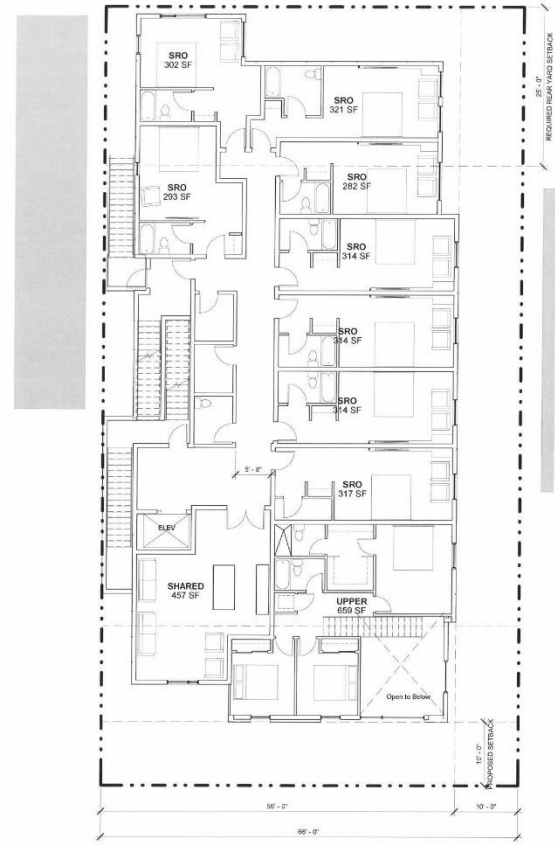 SRO
302 SF
SRO
321 SF
SRO
282 SF
SRO
293 SF
SRO
314 SF
SRO
314 SF
SRO
314 SF
5'- 8"
SRO
317 SF
ELEV
SHARED
457 SF
UPPER
659 SF
Open to Below
25' - 0"
REQUIRED REAR YARD SETBACK
10' - 0"
PROPOSED SETBACK
56' - 0"
10' - 0"
66' - 0"